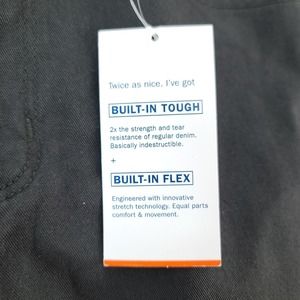 Twice as nice, I've got
BUILT-IN TOUGH
2x the strength and tear
resistance of regular denim.
Basically indestructible.
+
BUILT-IN FLEX
Engineered with innovative
stretch technology. Equal parts
comfort & movement.